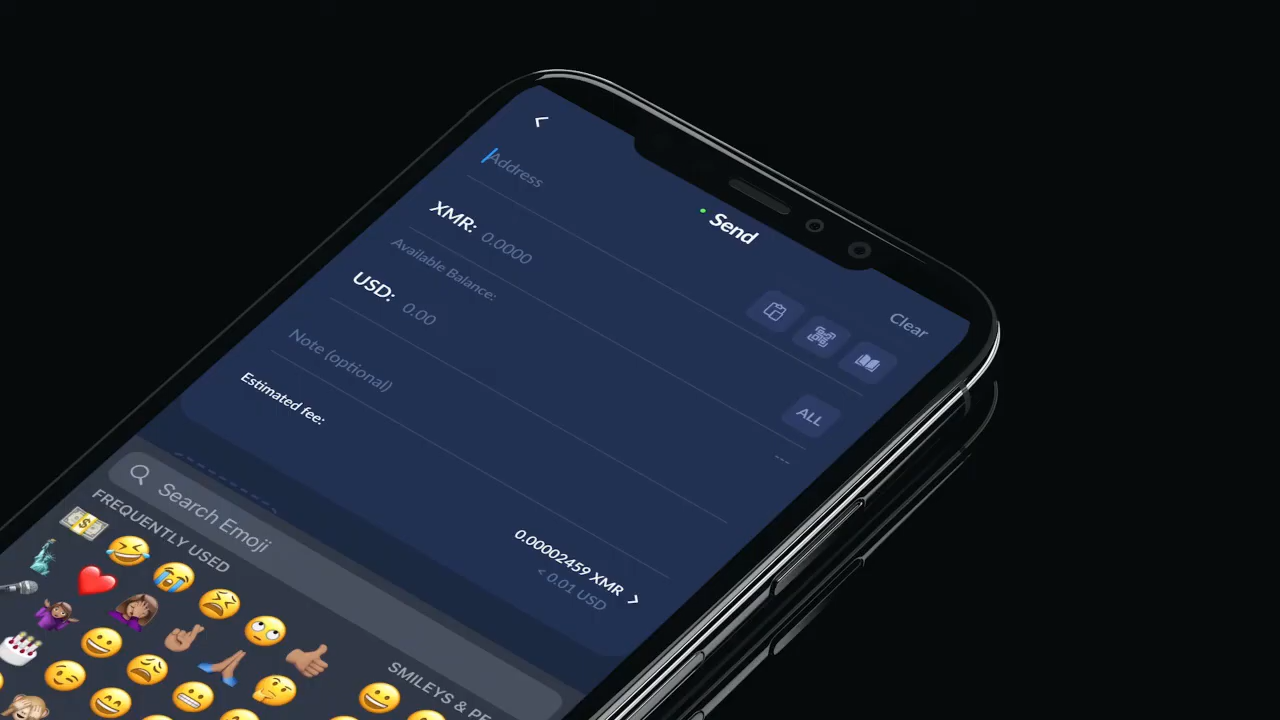 Send
Clear
Address
XMR: 0.0000
ALL
Available Balance:
---
USD: 0.00
Note (optional)
Estimated fee:
0.00002459 XMR
< 0.01 USD
Search Emoji
FREQUENTLY USED
SMILEYS & PE